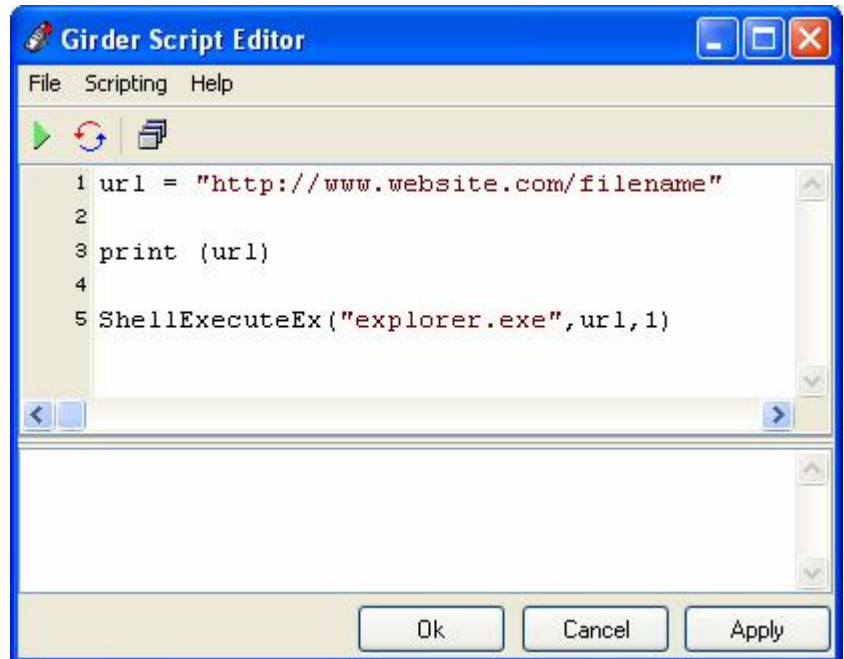 Girder Script Editor
File Scripting Help
1 url = "http://www.website.com/filename"
2
3 print (url)
4
5 ShellExecuteEx("explorer.exe",url,1)
Ok Cancel Apply